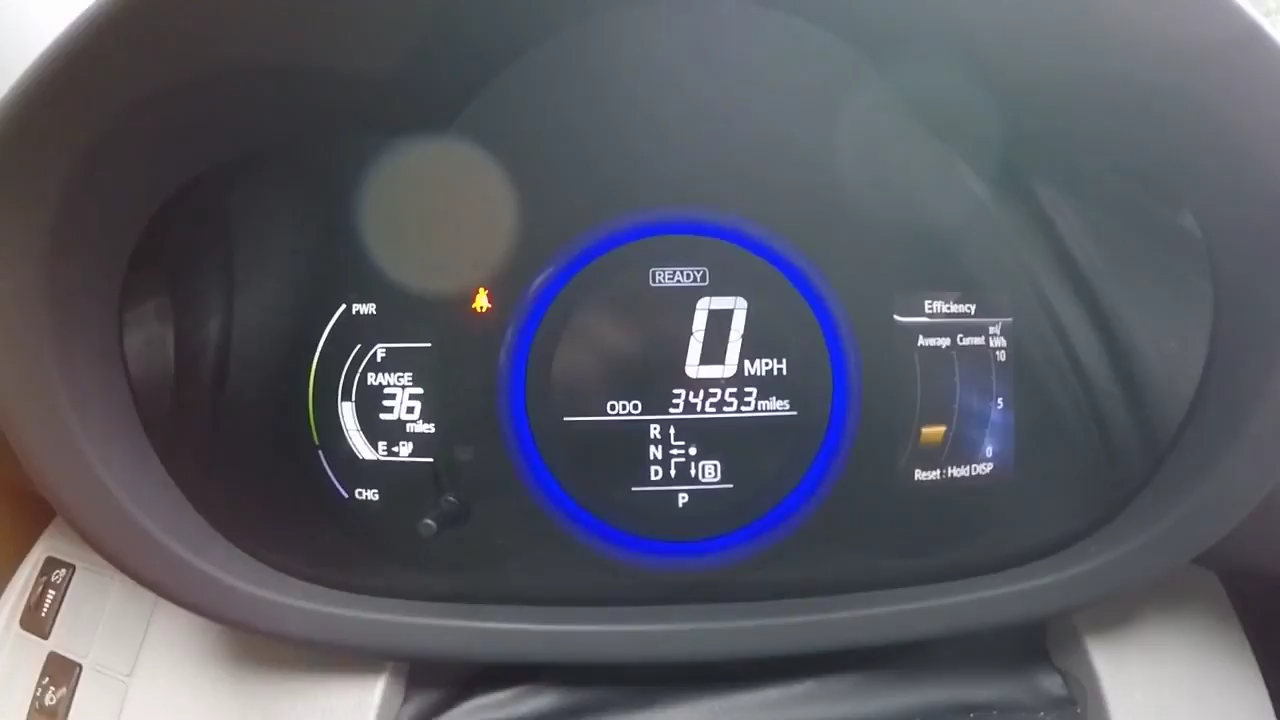 PWR
F
RANGE
36
miles
E
CHG
READY
0 MPH
ODO 34253 miles
R
N
D B
P
Efficiency
Average Current mi/kWh
10
5
0
Reset : Hold DISP